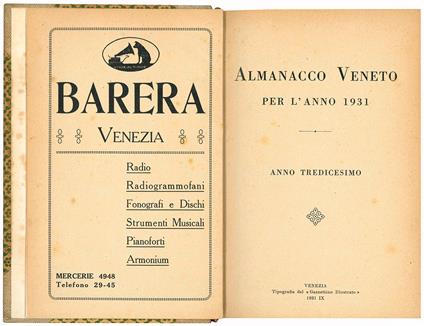 BARERA
VENEZIA
Radio
Radiogrammofani
Fonografi e Dischi
Strumenti Musicali
Pianoforti
Armonium
MERCERIE 4948
Telefono 29-45
ALMANACCO VENETO
PER L'ANNO 1931
ANNO TREDICESIMO
VENEZIA
Tipografia del «Gazzettino Illustrato»
1931 IX